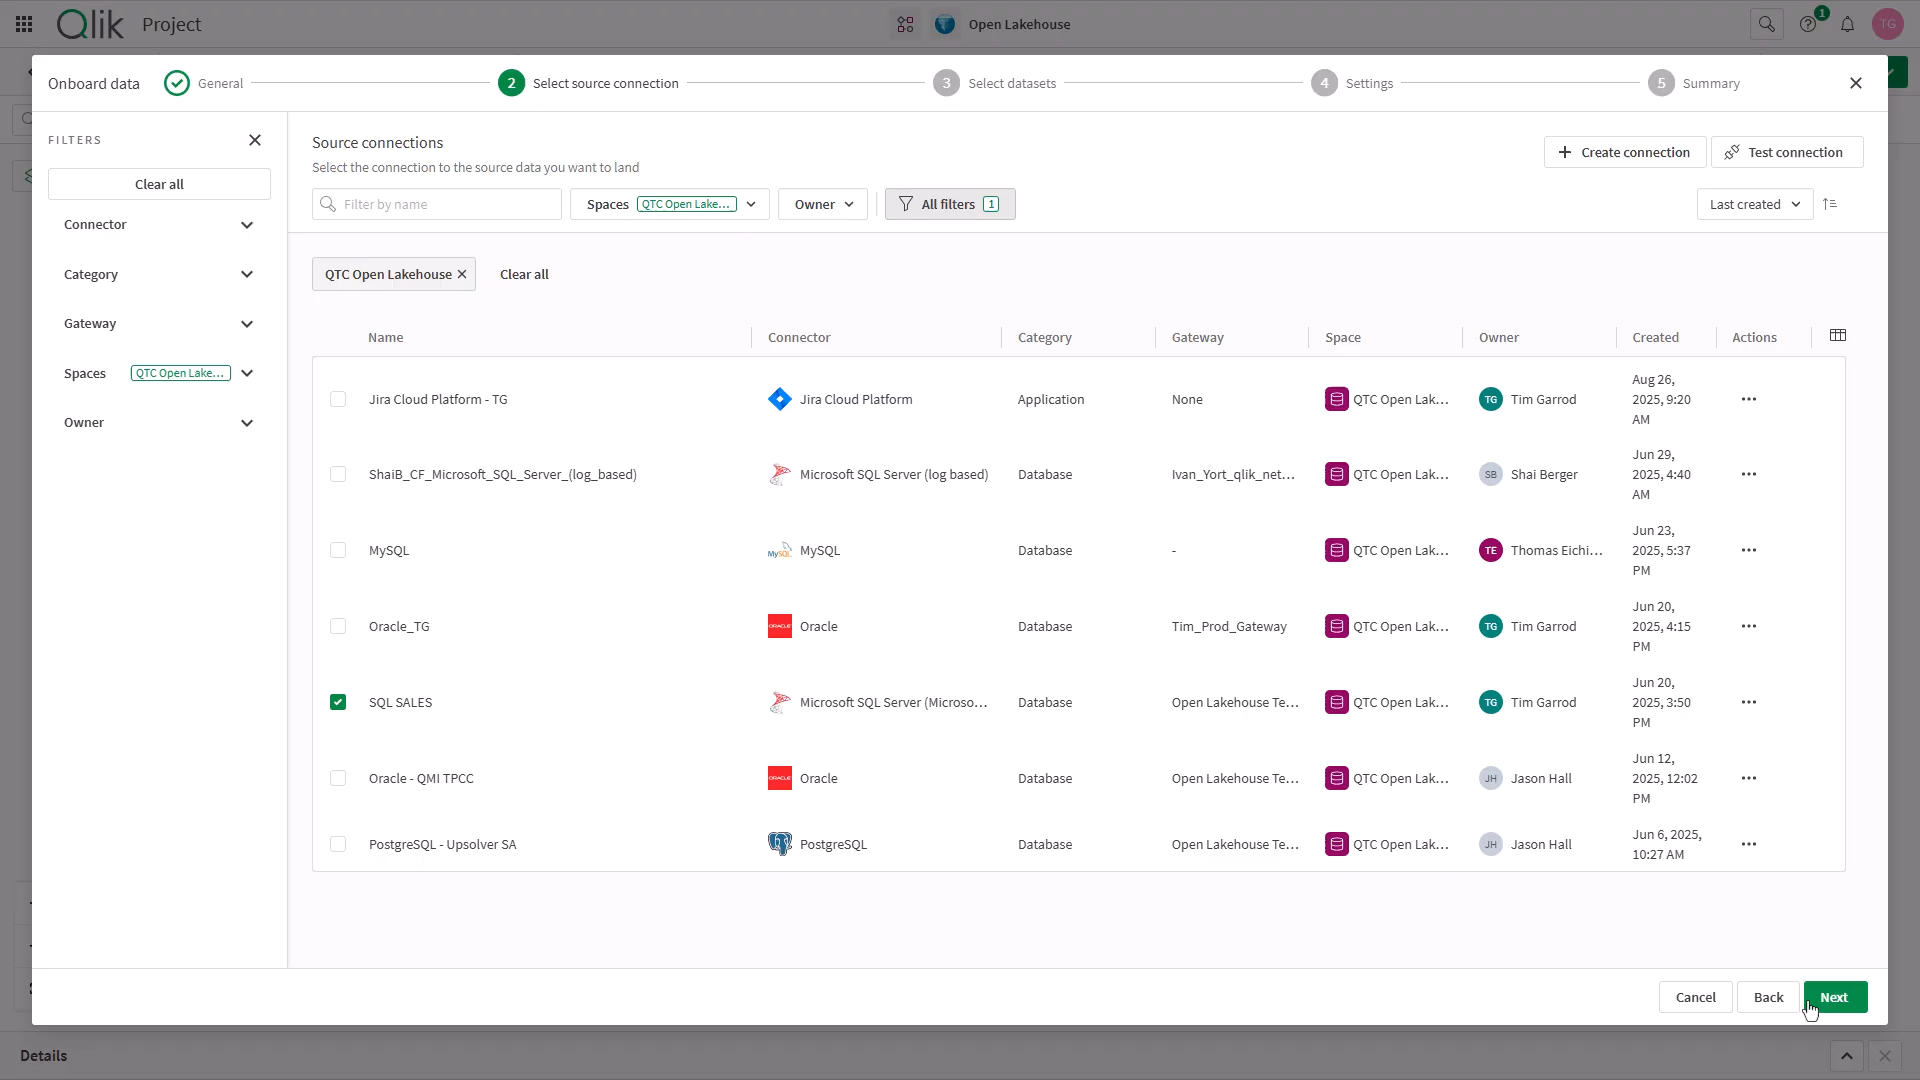 Qlik Project
Open Lakehouse
1
TG
Onboard data
General
2 Select source connection
3 Select datasets
4 Settings
5 Summary
FILTERS
Clear all
Connector
Category
Gateway
Spaces QTC Open Lake...
Owner
Source connections
Select the connection to the source data you want to land
Create connection
Test connection
Filter by name
Spaces QTC Open Lake...
Owner
All filters 1
Last created
QTC Open Lakehouse
Clear all
Name Connector Category Gateway Space Owner Created Actions
Jira Cloud Platform - TG Jira Cloud Platform Application None QTC Open Lak... TG Tim Garrod Aug 26, 2025, 9:20 AM
ShaiB_CF_Microsoft_SQL_Server_(log_based) Microsoft SQL Server (log based) Database Ivan_Yort_qlik_net... QTC Open Lak... SB Shai Berger Jun 29, 2025, 4:40 AM
MySQL MySQL MySQL Database - QTC Open Lak... TE Thomas Eichi... Jun 23, 2025, 5:37 PM
Oracle_TG ORACLE Oracle Database Tim_Prod_Gateway QTC Open Lak... TG Tim Garrod Jun 20, 2025, 4:15 PM
SQL SALES Microsoft SQL Server (Microso... Database Open Lakehouse Te... QTC Open Lak... TG Tim Garrod Jun 20, 2025, 3:50 PM
Oracle - QMI TPCC ORACLE Oracle Database Open Lakehouse Te... QTC Open Lak... JH Jason Hall Jun 12, 2025, 12:02 PM
PostgreSQL - Upsolver SA PostgreSQL Database Open Lakehouse Te... QTC Open Lak... JH Jason Hall Jun 6, 2025, 10:27 AM
Cancel
Back
Next
Details